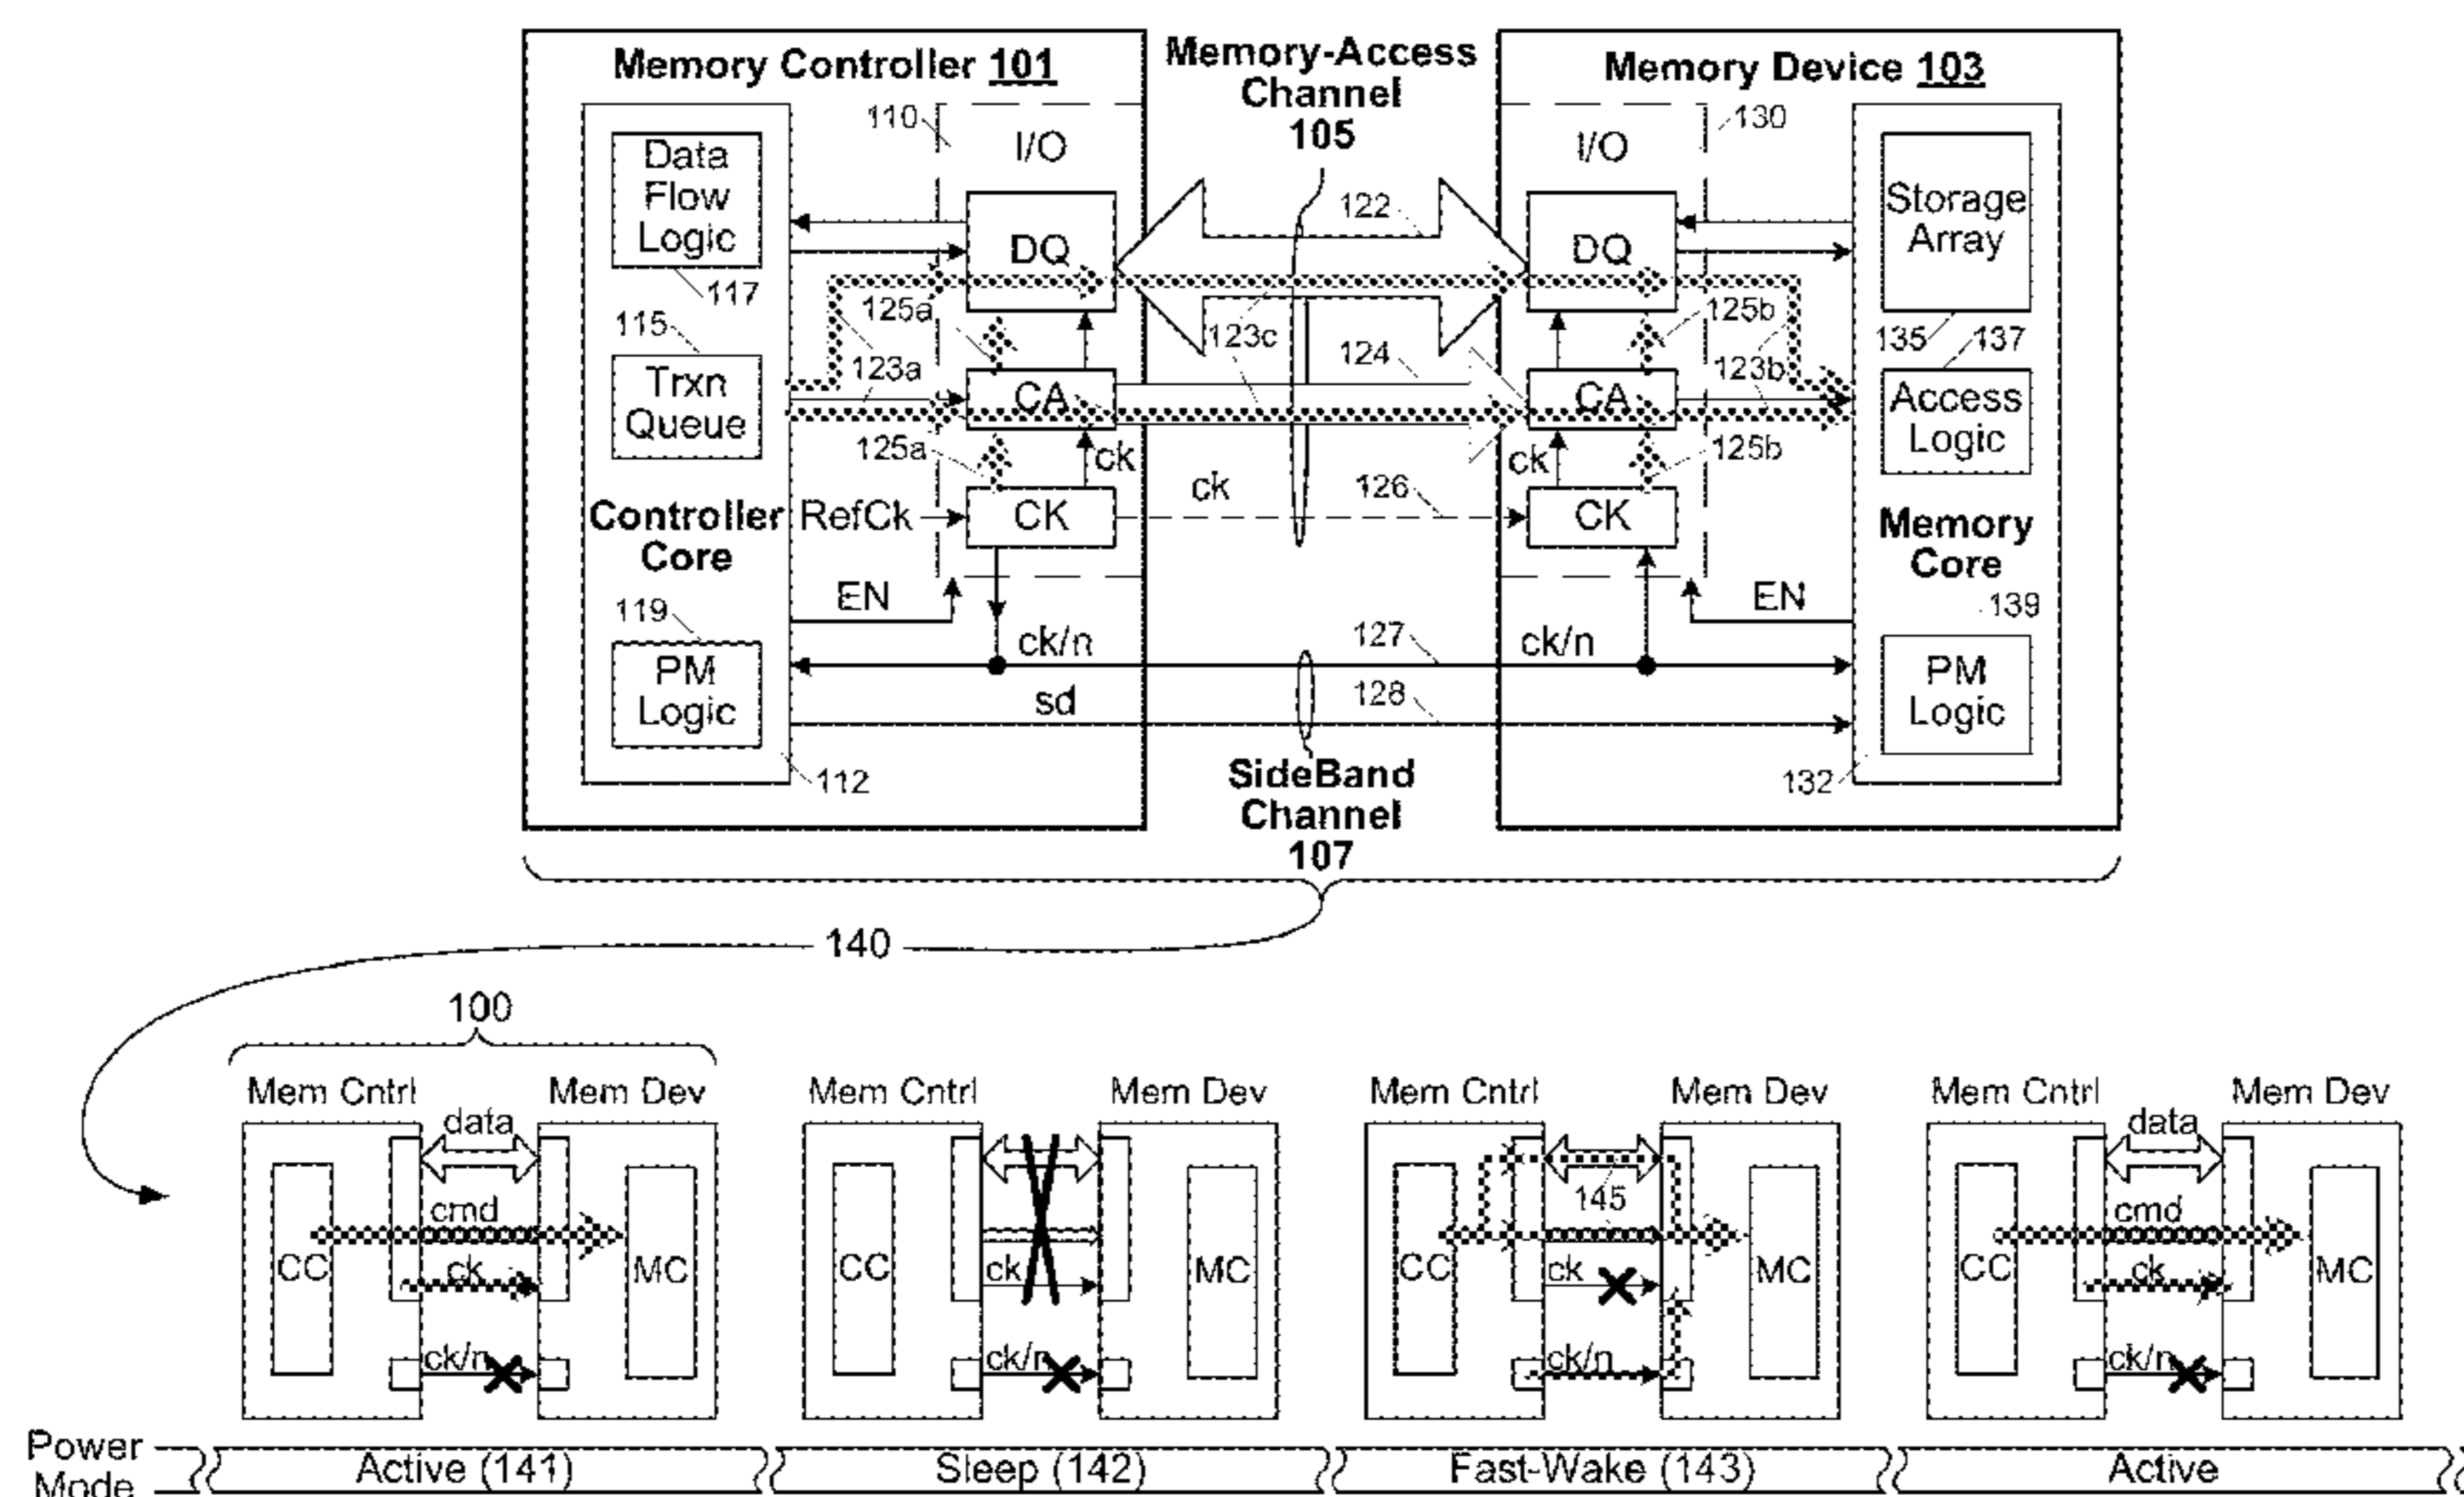 Memory Controller 101
Memory-Access
Channel
105
Memory Device 103
110
I/O
I/O
130
Data
Flow
Logic
117
DQ
122
DQ
Storage
Array
125a
123c
125b
135
137
115
123a
124
123b
Trxn
Queue
CA
CA
Access
Logic
125a
ck
ck
125b
Controller
Core
RefCk
CK
ck
126
CK
Memory
Core
EN
EN
139
119
ck/n
127
ck/n
PM
Logic
sd
128
PM
Logic
112
SideBand
Channel
107
132
140
100
Mem Cntrl
Mem Dev
Mem Cntrl
Mem Dev
Mem Cntrl
Mem Dev
Mem Cntrl
Mem Dev
data
data
cmd
145
cmd
CC
ck
MC
CC
ck
MC
CC
ck
MC
CC
ck
MC
ck/n
ck/n
ck/n
ck/n
Power
Mode
Active (141)
Sleep (142)
Fast-Wake (143)
Active